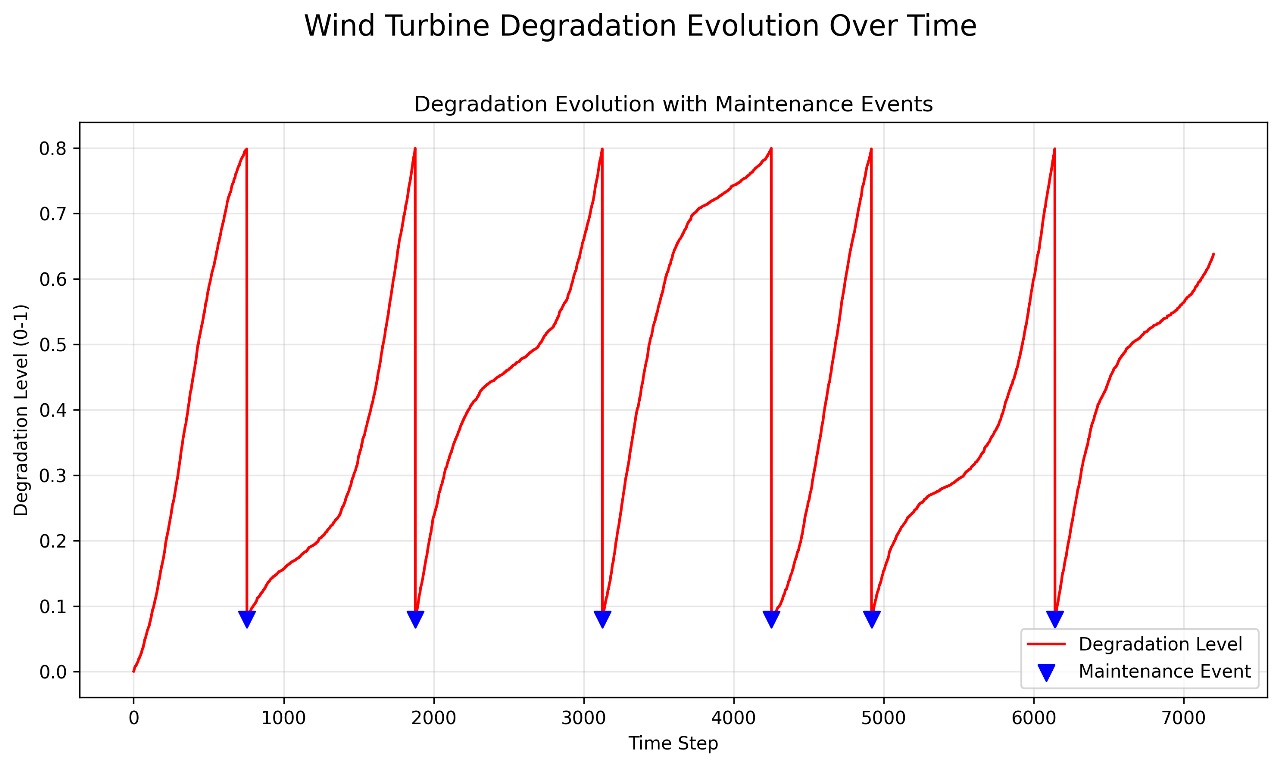 Wind Turbine Degradation Evolution Over Time
Degradation Evolution with Maintenance Events
Degradation Level (0-1)
0.8
0.7
0.6
0.5
0.4
0.3
0.2
0.1
0.0
0 1000 2000 3000 4000 5000 6000 7000
Time Step
Degradation Level
Maintenance Event